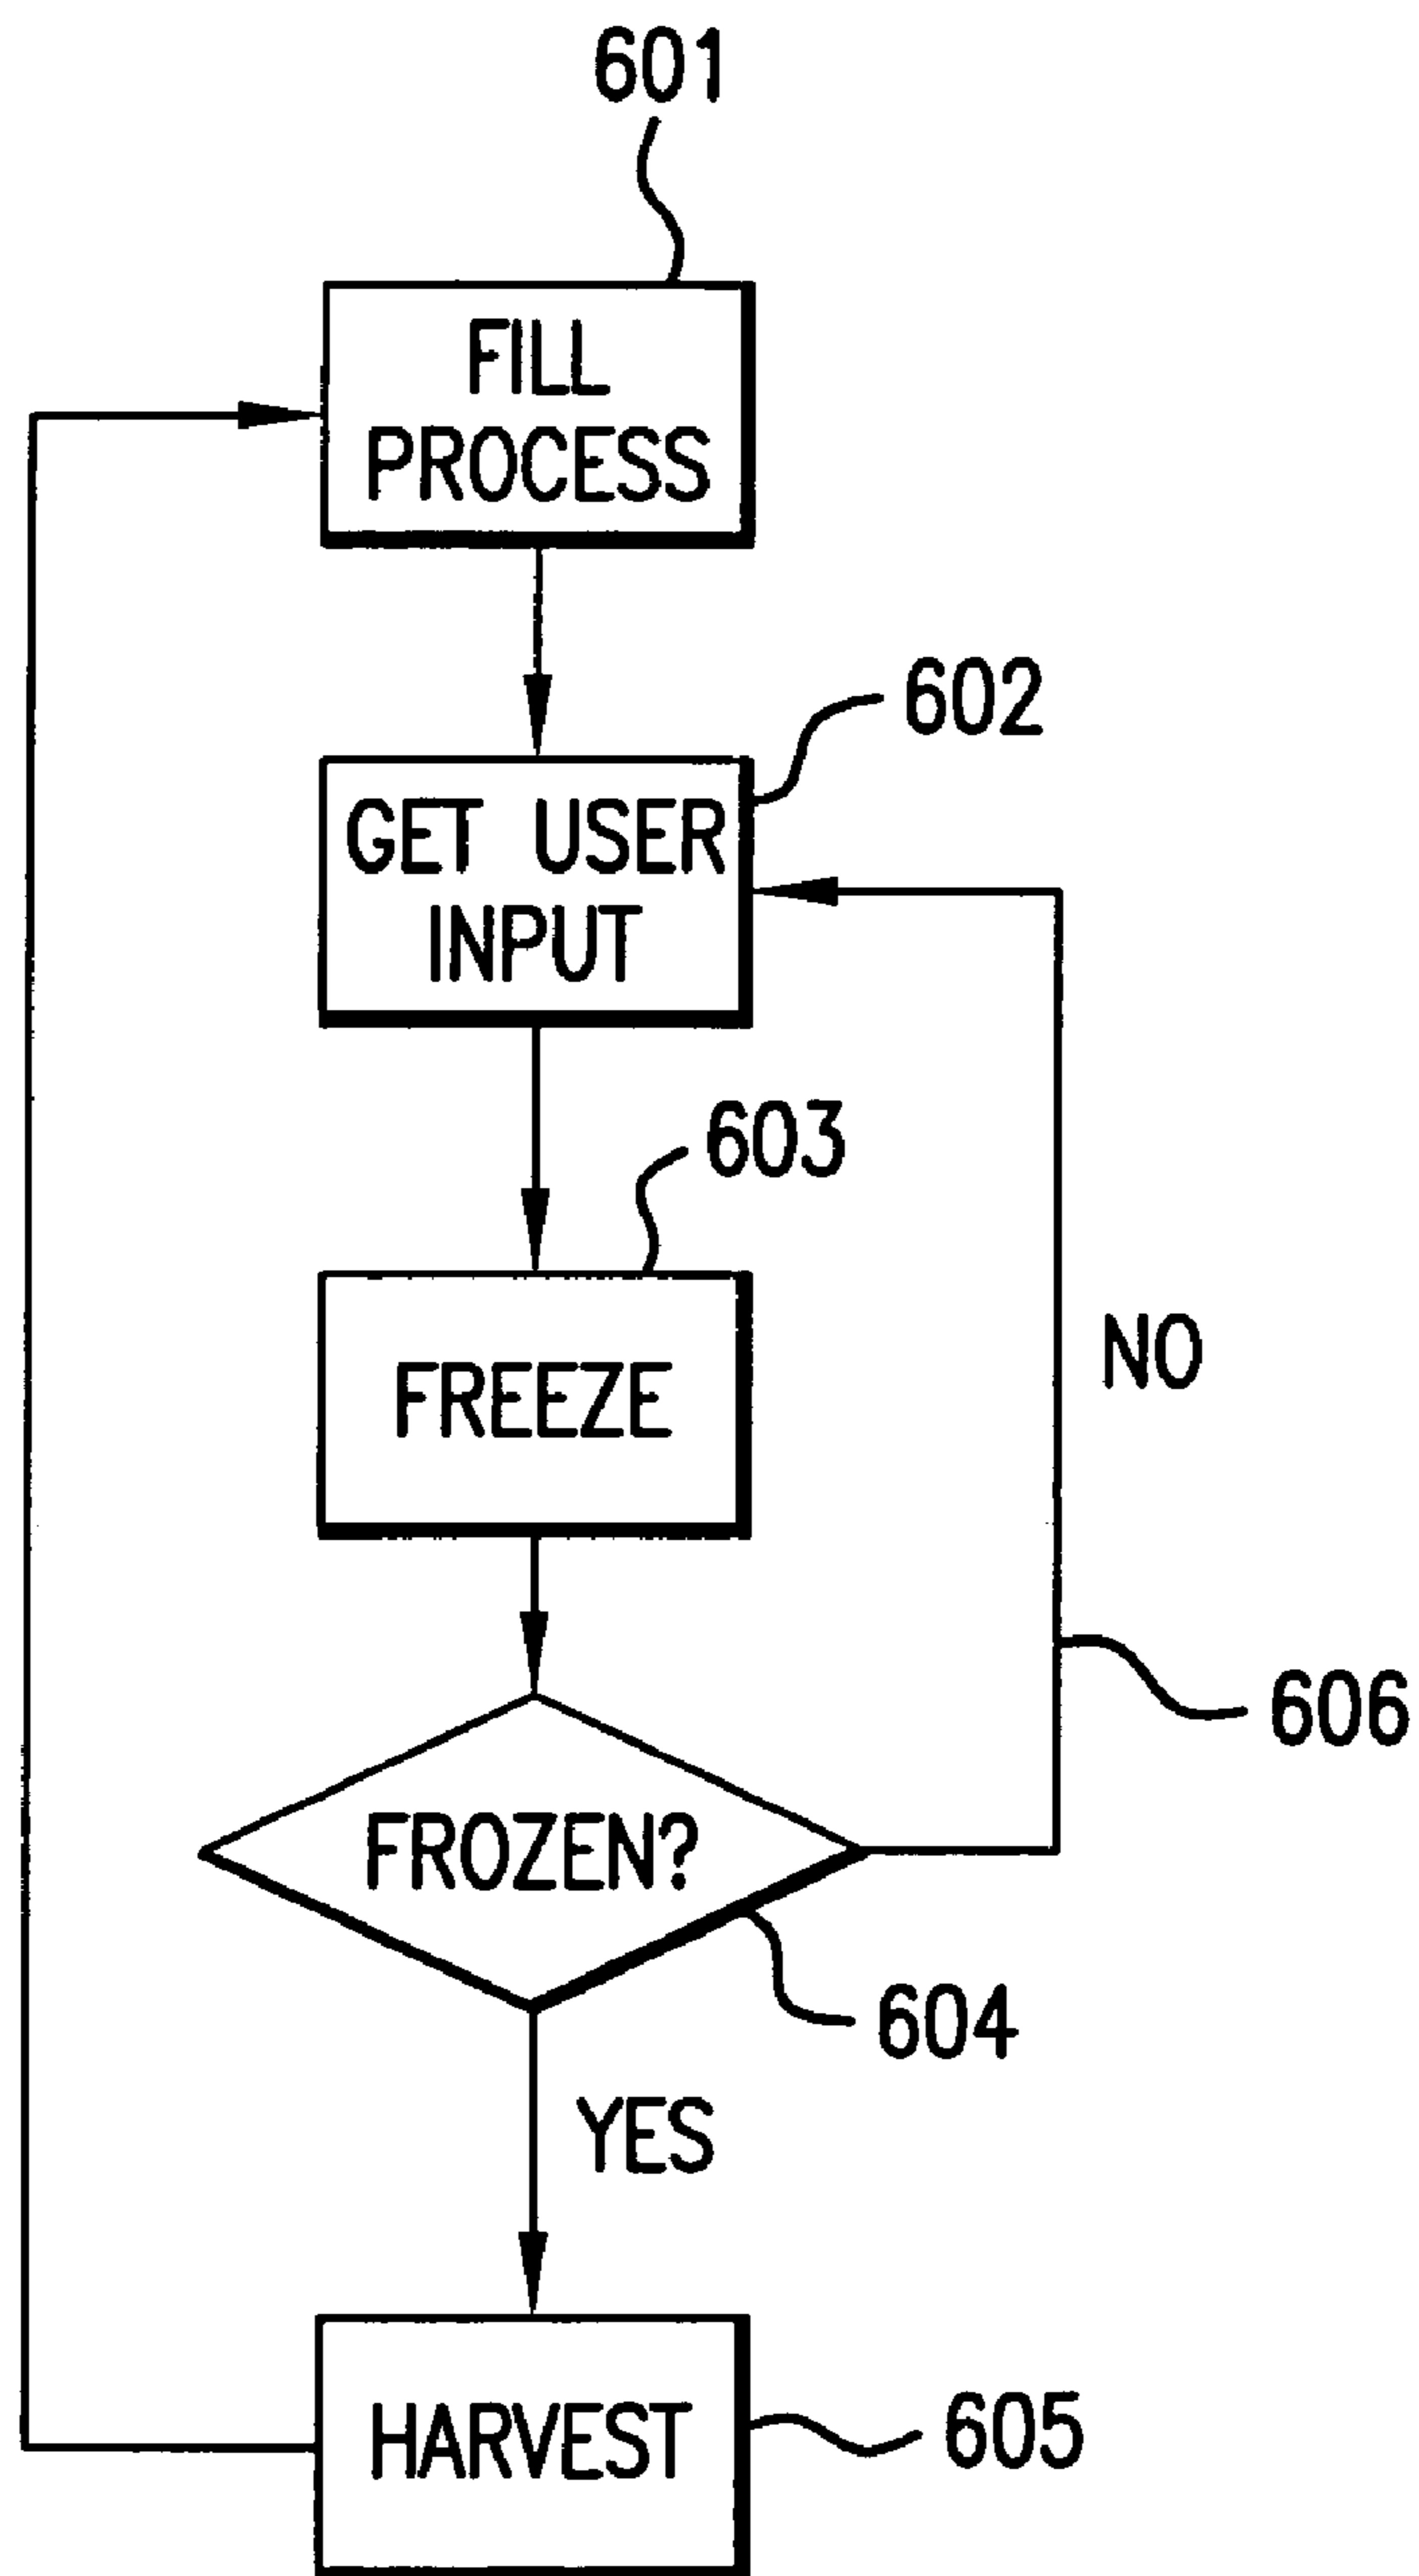 601
FILL
PROCESS
602
GET USER
INPUT
603
FREEZE
NO
606
FROZEN?
604
YES
HARVEST
605